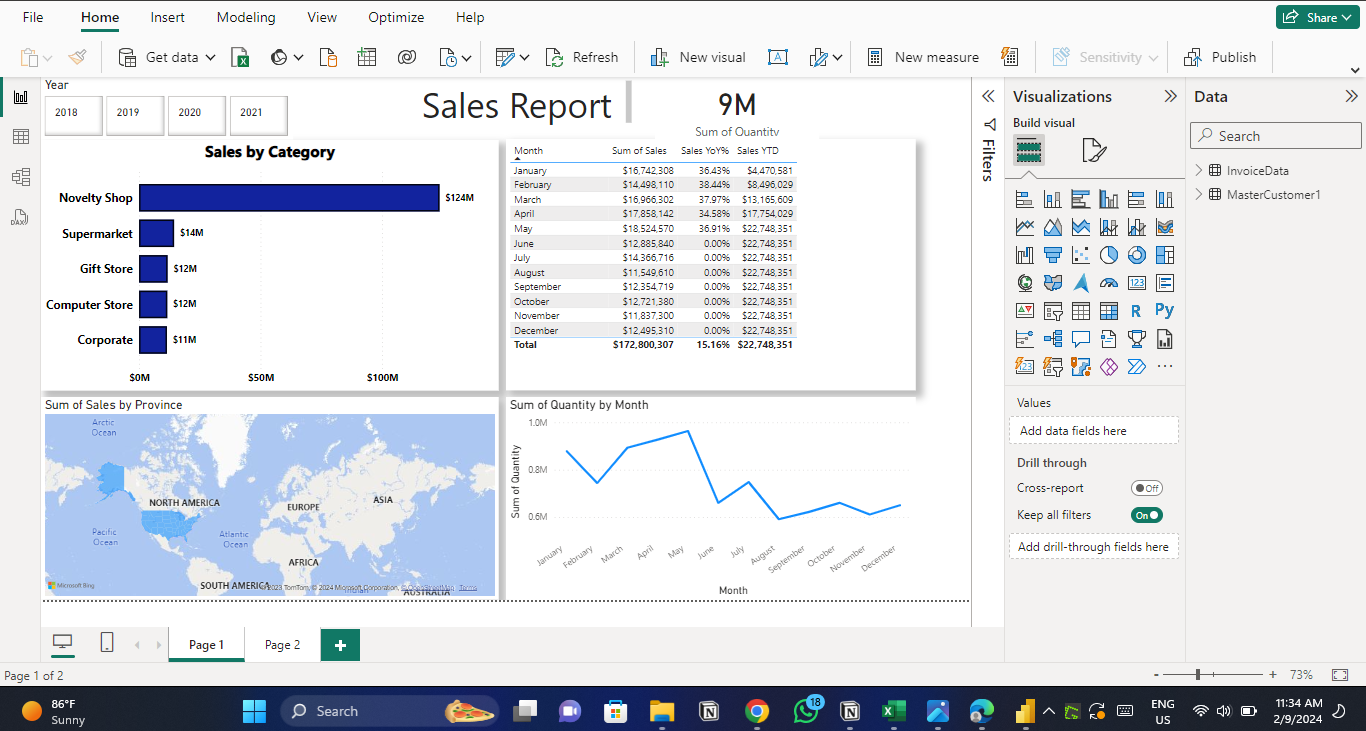 File Home Insert Modeling View Optimize Help Share
Get data Refresh New visual New measure Sensitivity Publish
Year
2018 2019 2020 2021
Sales Report
9M
Sum of Quantity
Sales by Category
Novelty Shop $124M
Supermarket $14M
Gift Store $12M
Computer Store $12M
Corporate $11M
$0M $50M $100M
Month Sum of Sales Sales YoY% Sales YTD
January $16,742,308 36.43% $4,470,581
February $14,498,110 38.44% $8,496,029
March $16,966,302 37.97% $13,165,609
April $17,858,142 34.58% $17,754,029
May $18,524,570 36.91% $22,748,351
June $12,885,840 0.00% $22,748,351
July $14,366,716 0.00% $22,748,351
August $11,549,610 0.00% $22,748,351
September $12,354,719 0.00% $22,748,351
October $12,721,380 0.00% $22,748,351
November $11,837,300 0.00% $22,748,351
December $12,495,310 0.00% $22,748,351
Total $172,800,307 15.16% $22,748,351
Sum of Sales by Province
Arctic
Ocean
NORTH AMERICA
EUROPE
ASIA
Pacific
Ocean
Atlantic
Ocean
AFRICA
SOUTH AMERICA
AUSTRALIA
Microsoft Bing
© 2024 Microsoft Corporation, © OpenStreetMap Terms
Sum of Quantity by Month
Sum of Quantity
1.0M
0.8M
0.6M
January February March April May June July August September October November December
Month
Filters
Visualizations
Build visual
123
R Py
123
Values
Add data fields here
Drill through
Cross-report Off
Keep all filters On
Add drill-through fields here
Data
Search
InvoiceData
MasterCustomer1
DAX
Page 1 Page 2 +
Page 1 of 2
- + 73%
86°F
Sunny
Search
18
ENG
US
11:34 AM
2/9/2024